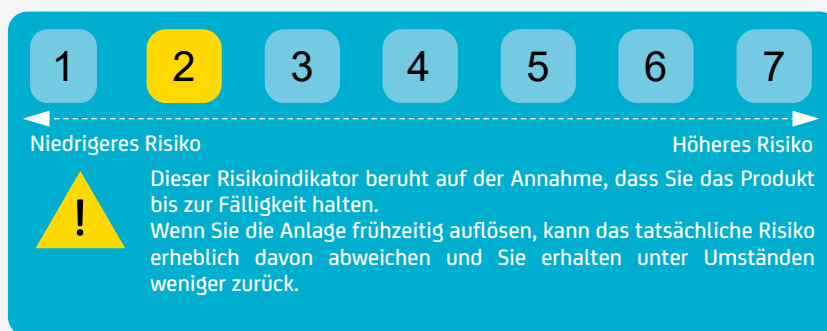 1 2 3 4 5 6 7
Niedrigeres Risiko Höheres Risiko
!
Dieser Risikoindikator beruht auf der Annahme, dass Sie das Produkt
bis zur Fälligkeit halten.
Wenn Sie die Anlage frühzeitig auflösen, kann das tatsächliche Risiko
erheblich davon abweichen und Sie erhalten unter Umständen
weniger zurück.